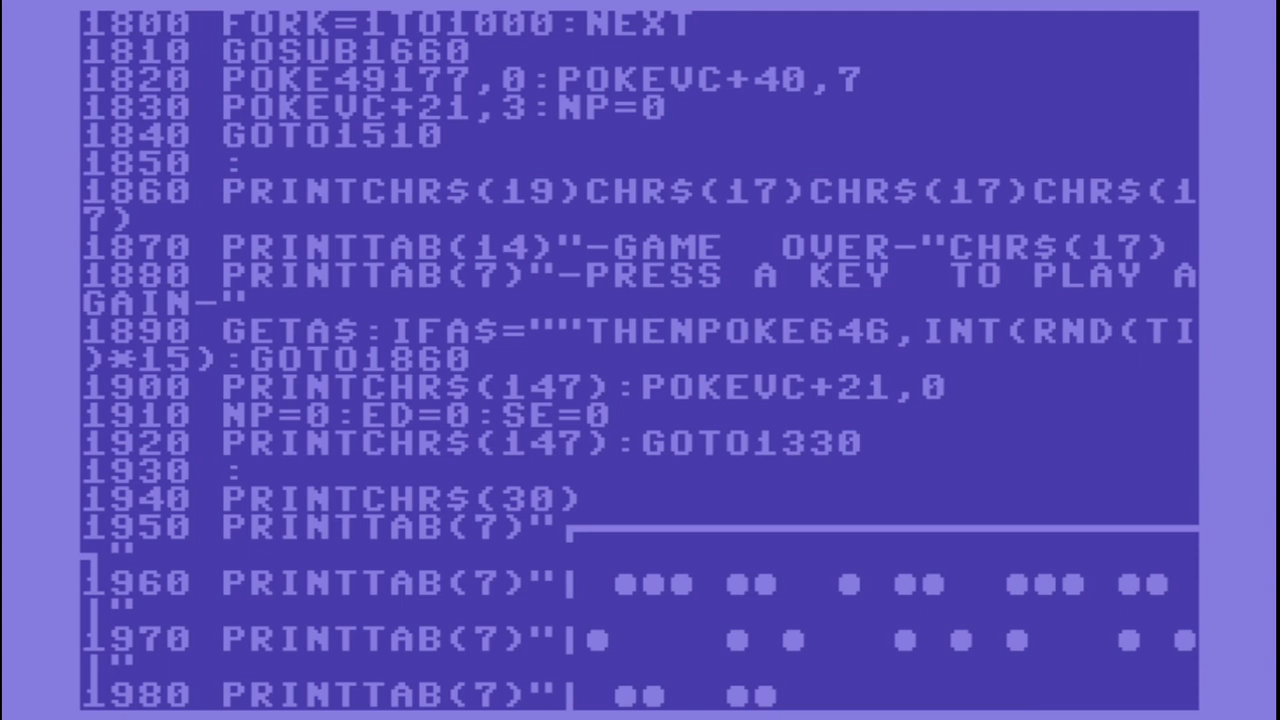 1800 FORK=1TO1000:NEXT
1810 GOSUB1660
1820 POKE49177,0:POKEVC+40,7
1830 POKEVC+21,3:NP=0
1840 GOTO1510
1850 :
1860 PRINTCHR$(19)CHR$(17)CHR$(17)CHR$(1
7)
1870 PRINTTAB(14)"-GAME  OVER-"CHR$(17)
1880 PRINTTAB(7)"-PRESS A KEY  TO PLAY A
GAIN-"
1890 GETA$:IFA$=""THENPOKE646,INT(RND(TI
)*15):GOTO1860
1900 PRINTCHR$(147):POKEVC+21,0
1910 NP=0:ED=0:SE=0
1920 PRINTCHR$(147):GOTO1330
1930 :
1940 PRINTCHR$(30)
1950 PRINTTAB(7)"┌──────────────────────
┐"
1960 PRINTTAB(7)"| ●●● ●●  ● ●●  ●●● ●●
|"
1970 PRINTTAB(7)"|●    ● ●   ● ● ●   ● ●
|"
1980 PRINTTAB(7)"| ●●  ●●